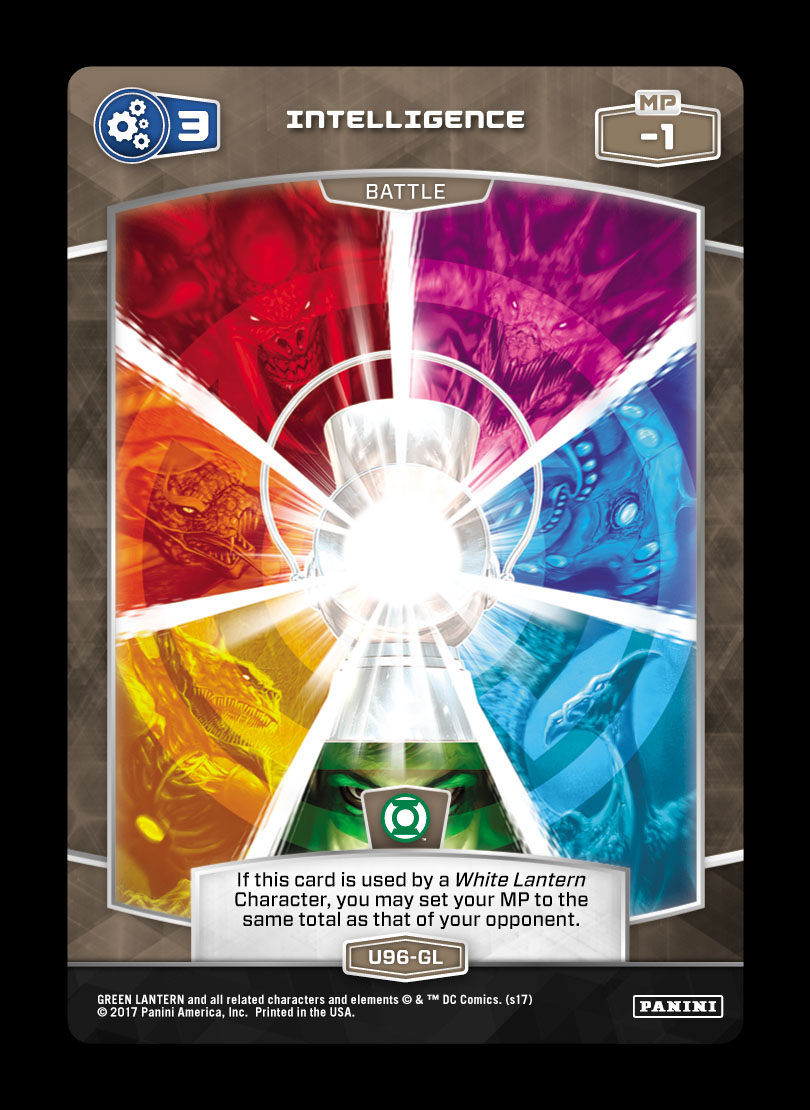 3
INTELLIGENCE
MP
-1
BATTLE
If this card is used by a White Lantern
Character, you may set your MP to the
same total as that of your opponent.
U96-GL
GREEN LANTERN and all related characters and elements © & ™ DC Comics. (s17)
© 2017 Panini America, Inc. Printed in the USA.
PANINI